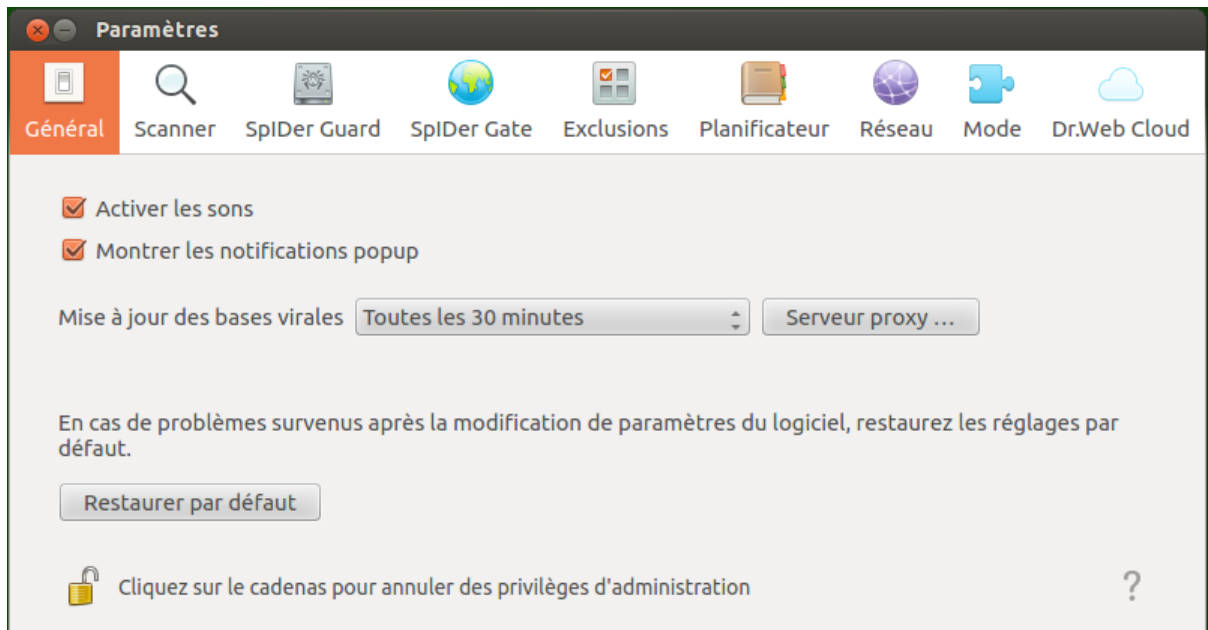 Paramètres
Général Scanner SpIDer Guard SpIDer Gate Exclusions Planificateur Réseau Mode Dr.Web Cloud
Activer les sons
Montrer les notifications popup
Mise à jour des bases virales Toutes les 30 minutes Serveur proxy ...
En cas de problèmes survenus après la modification de paramètres du logiciel, restaurez les réglages par
défaut.
Restaurer par défaut
Cliquez sur le cadenas pour annuler des privilèges d'administration ?